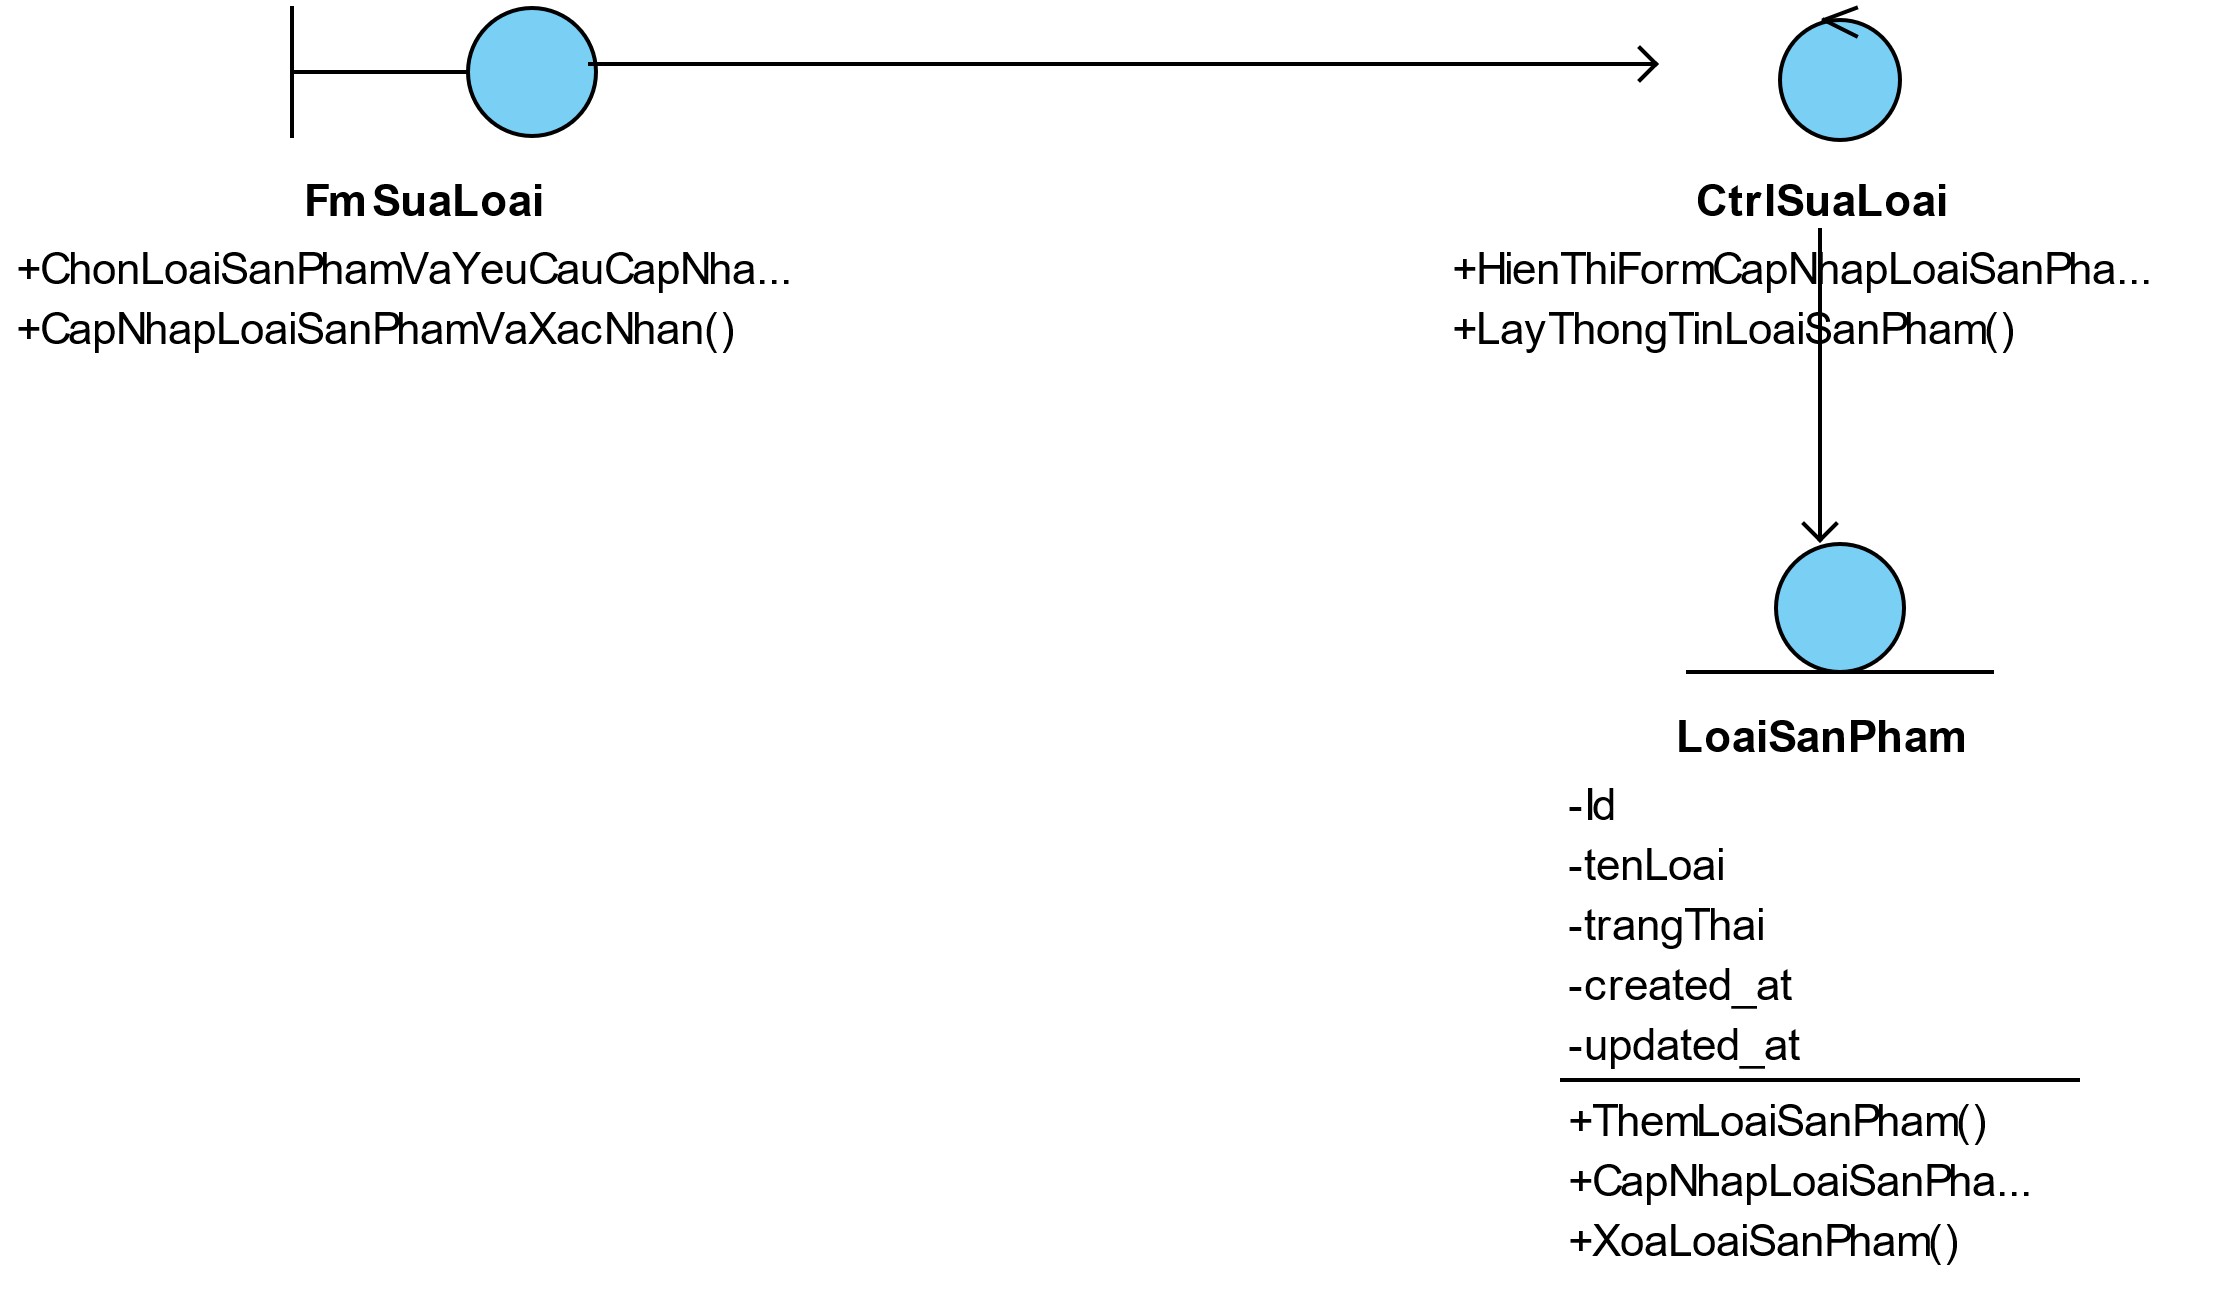 FmSuaLoai
+ChonLoaiSanPhamVaYeuCauCapNha...
+CapNhapLoaiSanPhamVaXacNhan()
CtrlSuaLoai
+HienThiFormCapNhapLoaiSanPha...
+LayThongTinLoaiSanPham()
LoaiSanPham
-Id
-tenLoai
-trangThai
-created_at
-updated_at
+ThemLoaiSanPham()
+CapNhapLoaiSanPha...
+XoaLoaiSanPham()